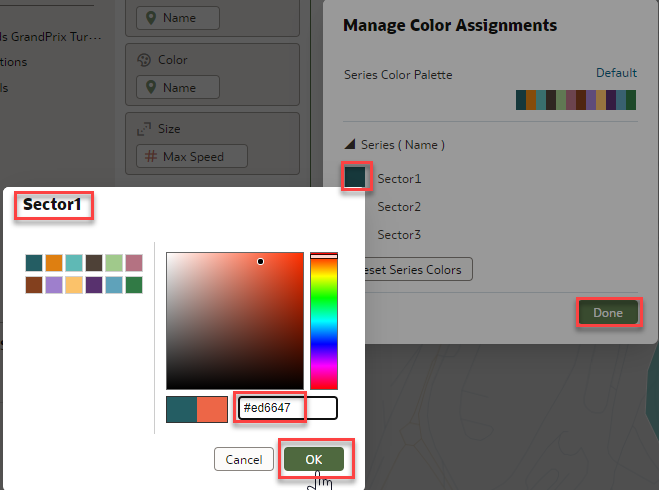 Name
ls GrandPrix Tur...
tions
ls
Color
Name
Size
# Max Speed
Manage Color Assignments
Series Color Palette
Default
Series ( Name )
Sector1
Sector2
Sector3
eset Series Colors
Done
Sector1
#ed6647
Cancel
OK